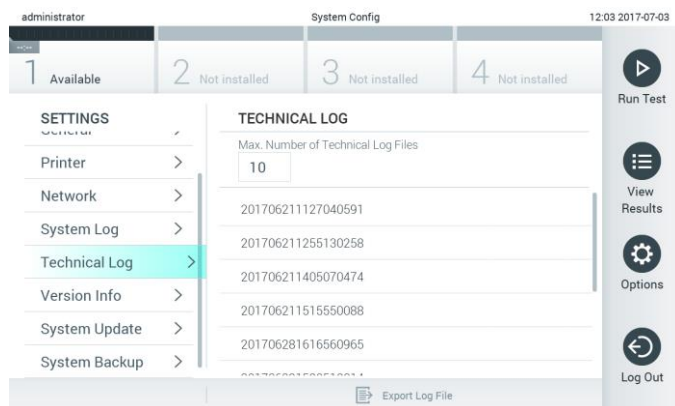 administrator System Config 12:03 2017-07-03
1 Available 2 Not installed 3 Not installed 4 Not installed
Run Test
SETTINGS
General
Printer
Network
System Log
Technical Log
Version Info
System Update
System Backup
TECHNICAL LOG
Max. Number of Technical Log Files
10
201706211127040591
201706211255130258
201706211405070474
201706211515550088
201706281616560965
Export Log File
View
Results
Options
Log Out